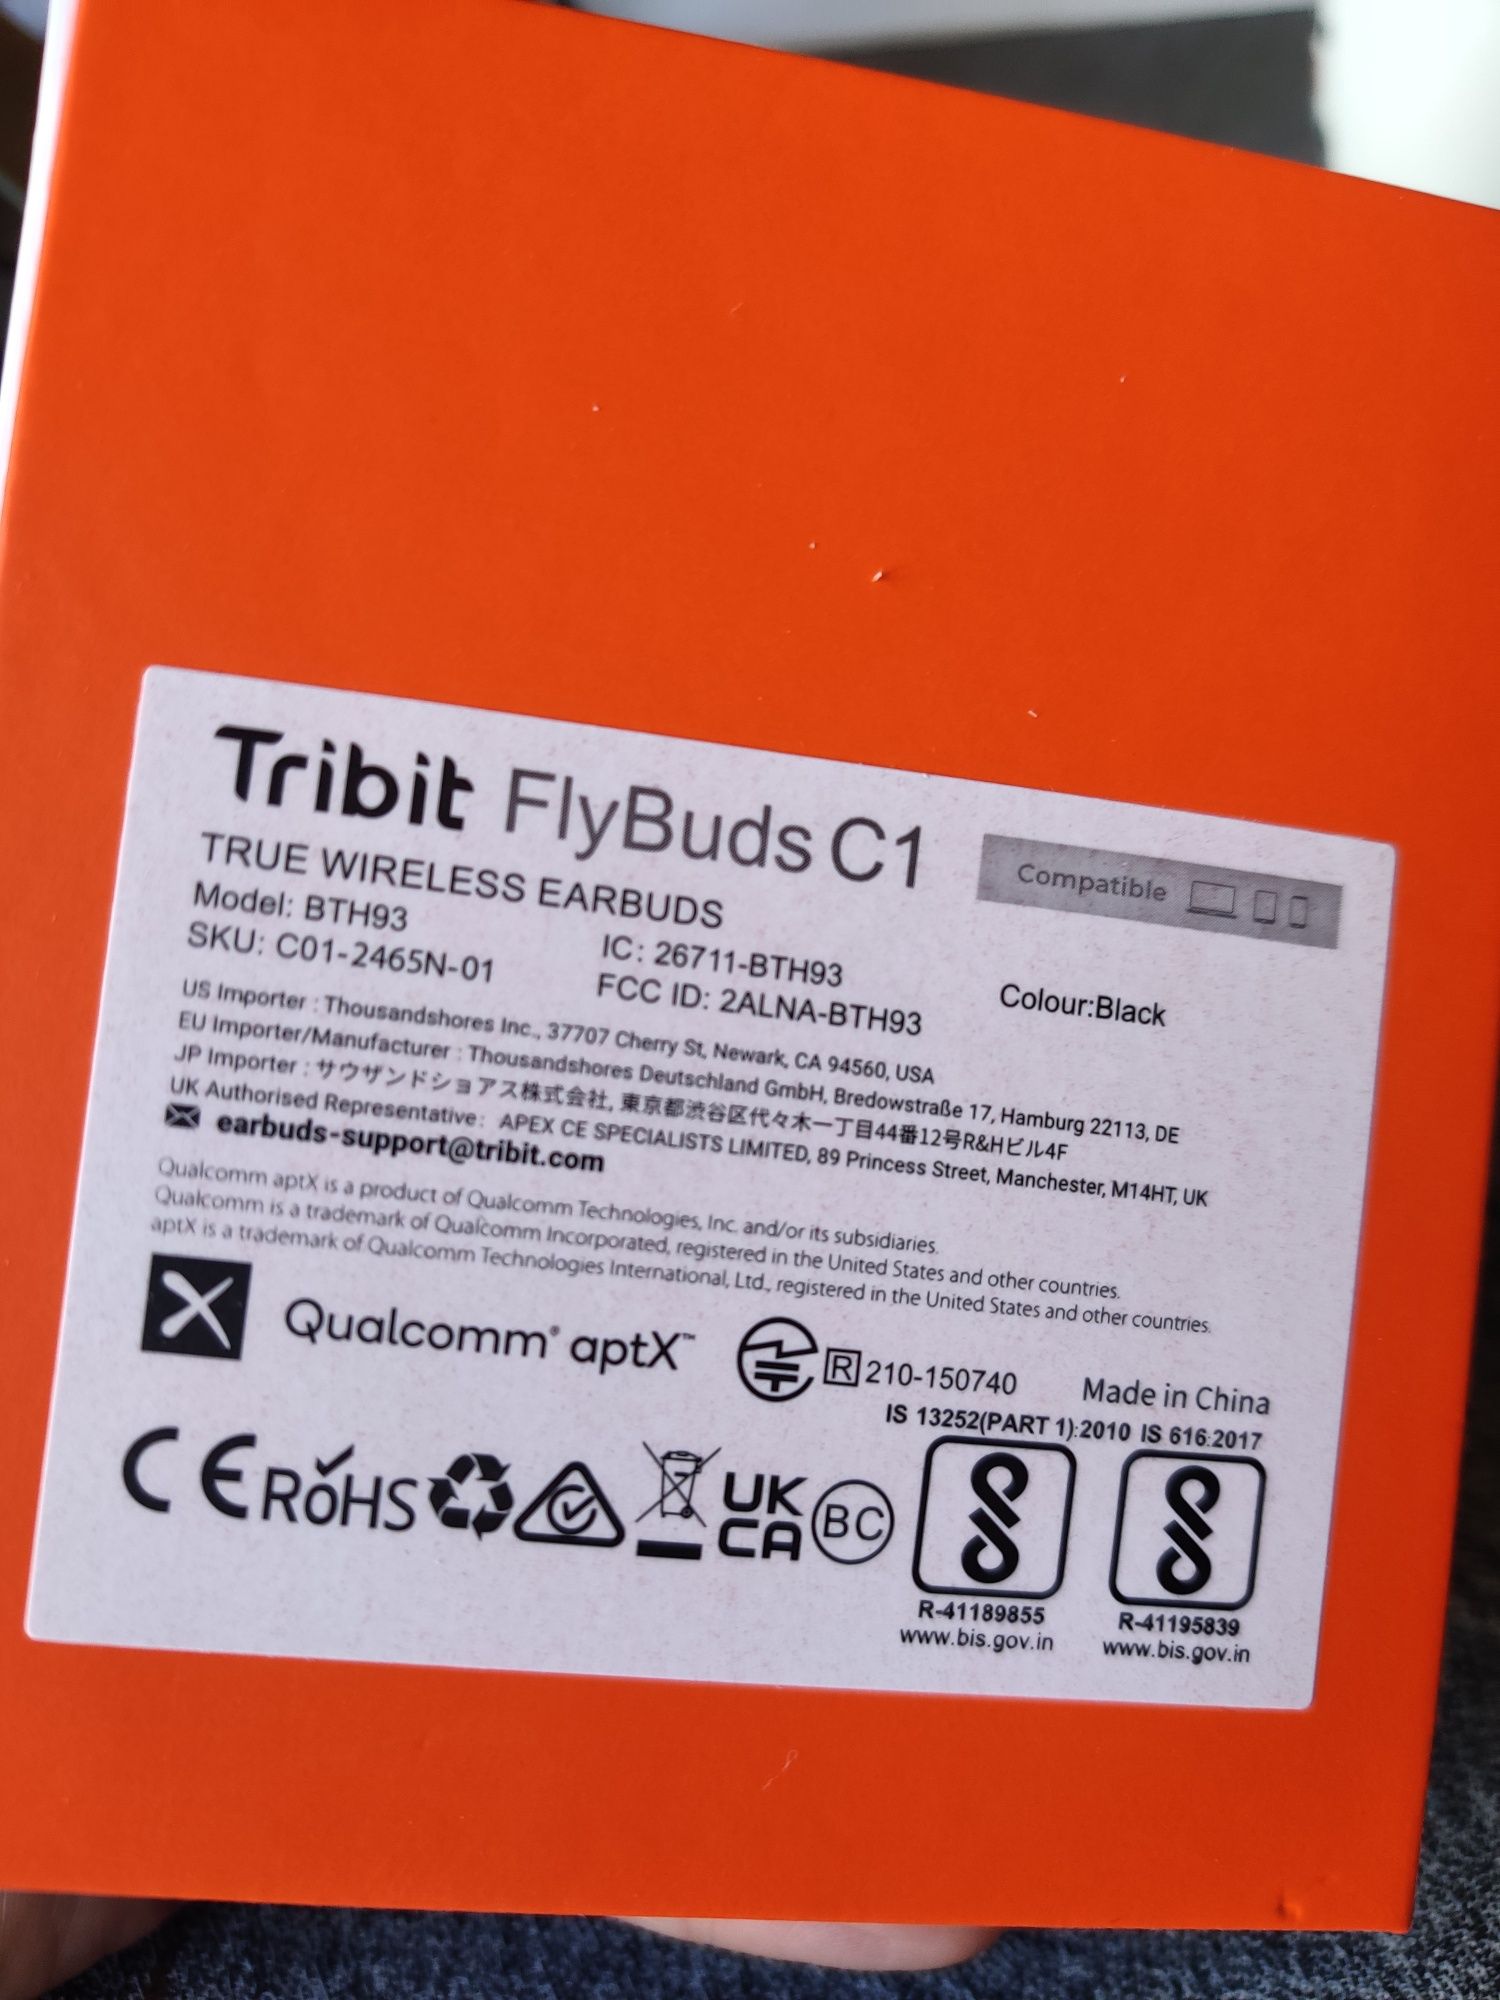 Tribit FlyBuds C1
Compatible
TRUE WIRELESS EARBUDS
Model: BTH93
IC: 26711-BTH93
SKU: C01-2465N-01
FCC ID: 2ALNA-BTH93
Colour:Black
US Importer : Thousandshores Inc., 37707 Cherry St, Newark, CA 94560, USA
EU Importer/Manufacturer : Thousandshores Deutschland GmbH, Bredowstraße 17, Hamburg 22113, DE
JP Importer : サウザンドショアス株式会社, 東京都渋谷区代々木一丁目44番12号R&Hビル4F
UK Authorised Representative: APEX CE SPECIALISTS LIMITED, 89 Princess Street, Manchester, M14HT, UK
earbuds-support@tribit.com
Qualcomm aptX is a product of Qualcomm Technologies, Inc. and/or its subsidiaries.
Qualcomm is a trademark of Qualcomm Incorporated, registered in the United States and other countries.
aptX is a trademark of Qualcomm Technologies International, Ltd., registered in the United States and other countries.
Qualcomm® aptX™
R 210-150740
Made in China
IS 13252(PART 1):2010 IS 616:2017
CE RoHS UKCA BC
R-41189855
www.bis.gov.in
R-41195839
www.bis.gov.in